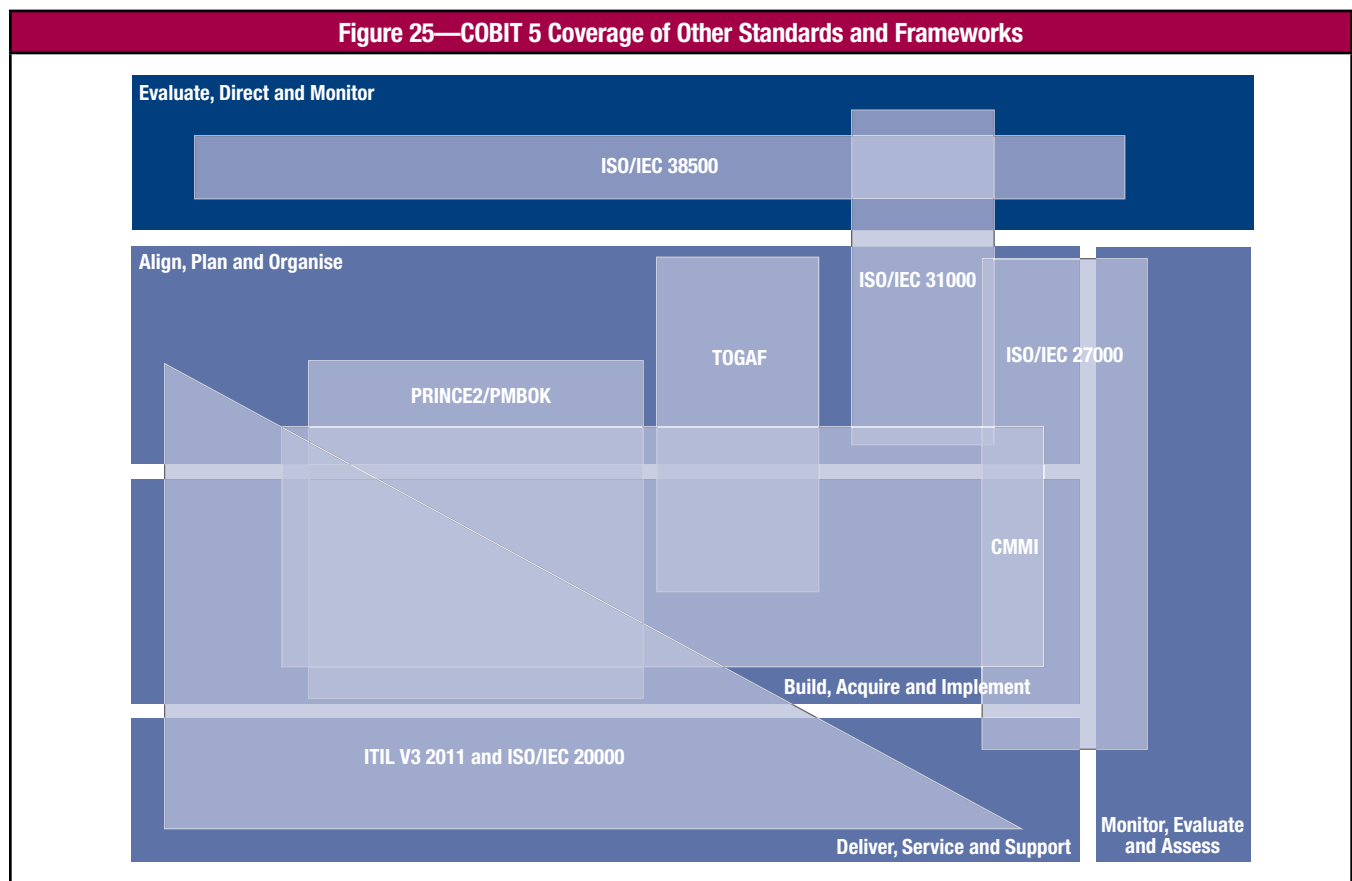 Figure 25—COBIT 5 Coverage of Other Standards and Frameworks
Evaluate, Direct and Monitor
ISO/IEC 38500
Align, Plan and Organise
ISO/IEC 31000
TOGAF
ISO/IEC 27000
PRINCE2/PMBOK
CMMI
Build, Acquire and Implement
ITIL V3 2011 and ISO/IEC 20000
Deliver, Service and Support
Monitor, Evaluate
and Assess